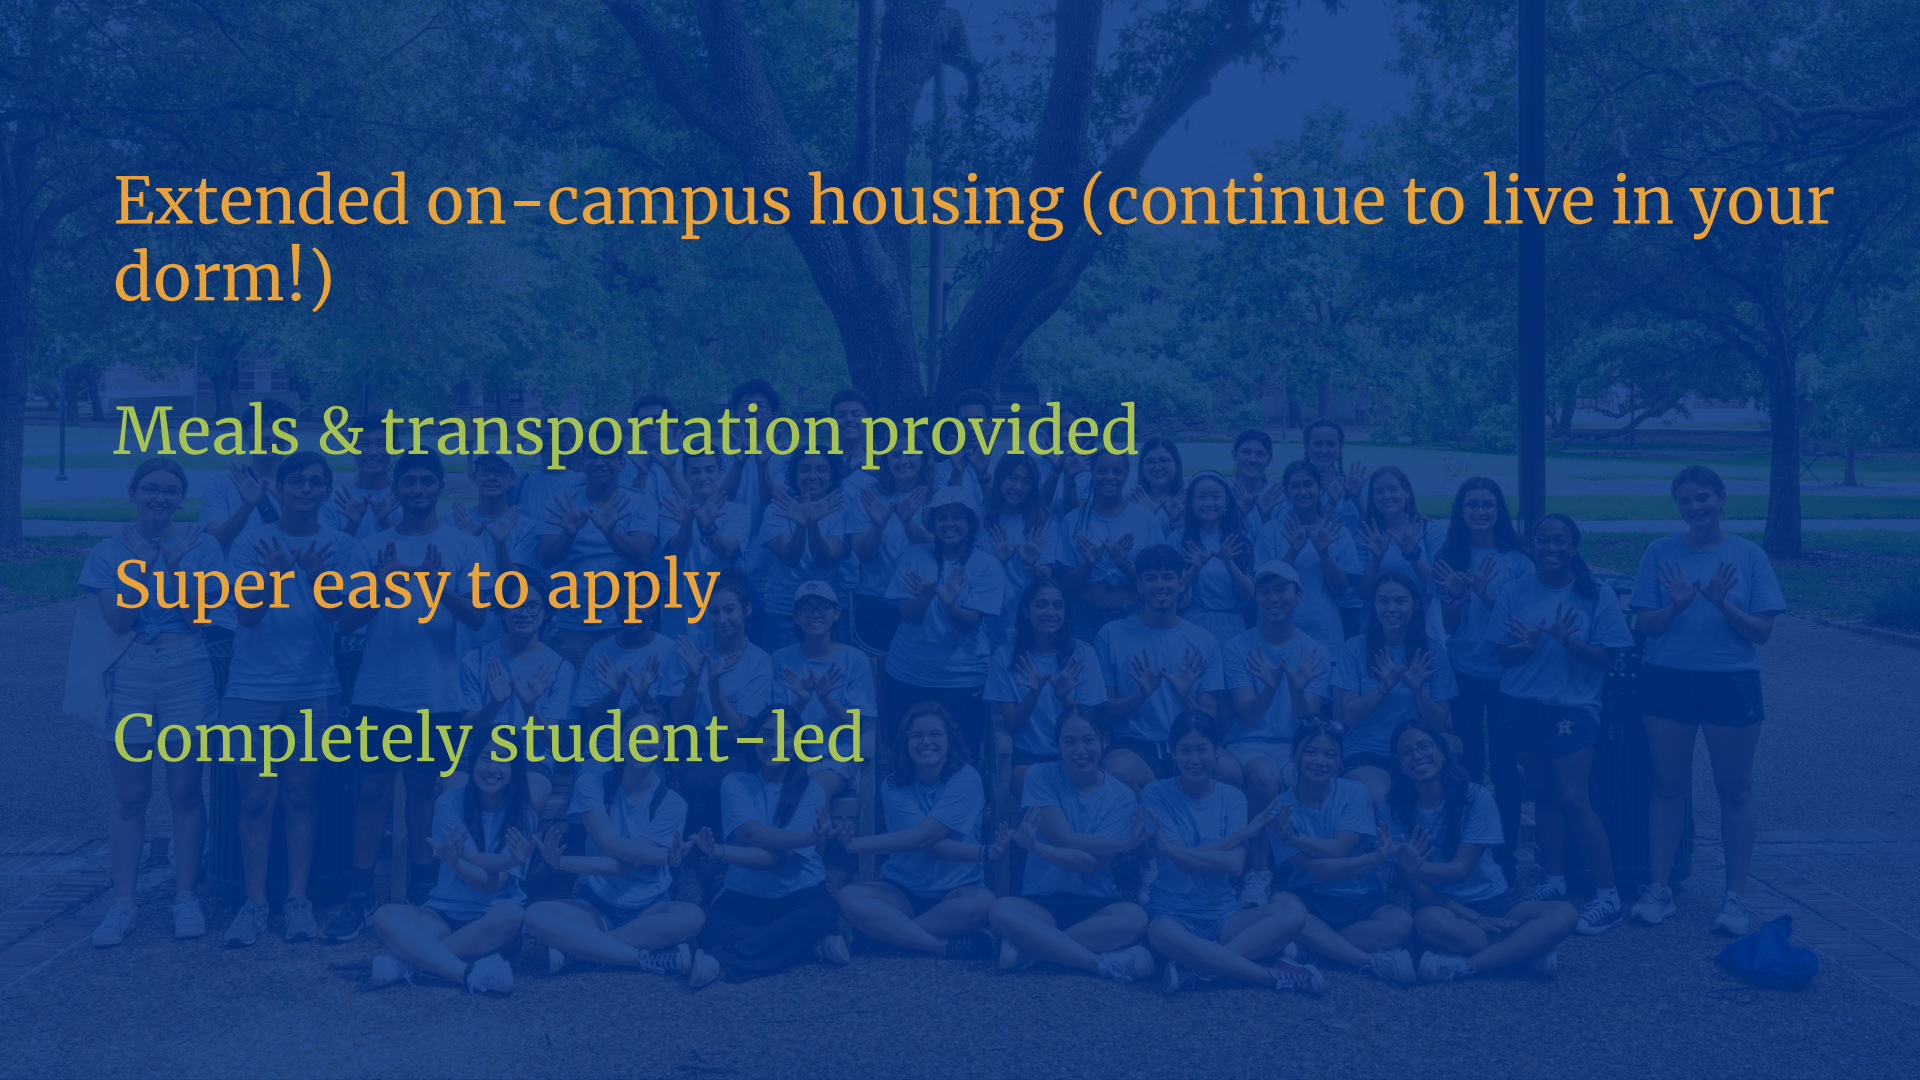 Extended on-campus housing (continue to live in your
dorm!)
Meals & transportation provided
Super easy to apply
Completely student-led